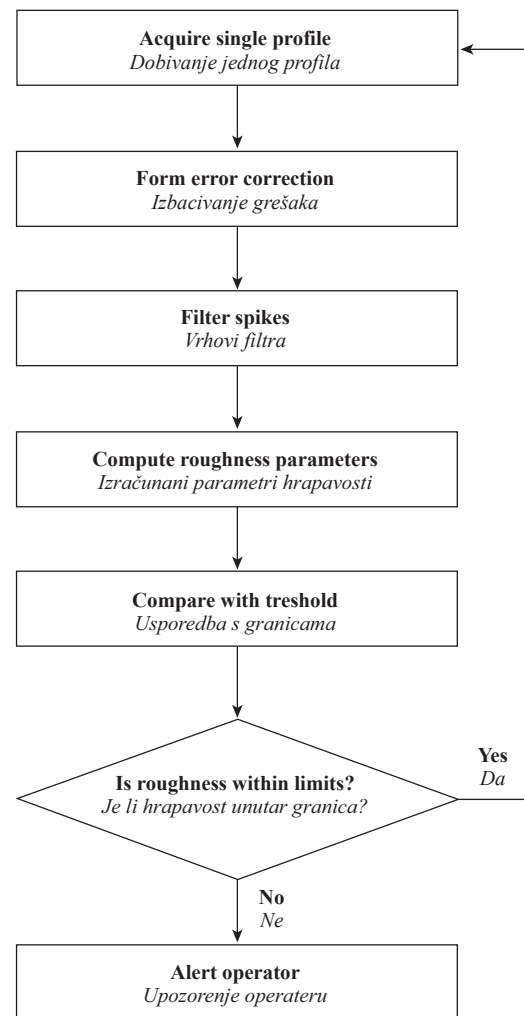 Acquire single profile
Dobivanje jednog profila
Form error correction
Izbacivanje grešaka
Filter spikes
Vrhovi filtra
Compute roughness parameters
Izračunani parametri hrapavosti
Compare with treshold
Usporedba s granicama
Is roughness within limits?
Je li hrapavost unutar granica?
Yes
Da
No
Ne
Alert operator
Upozorenje operateru